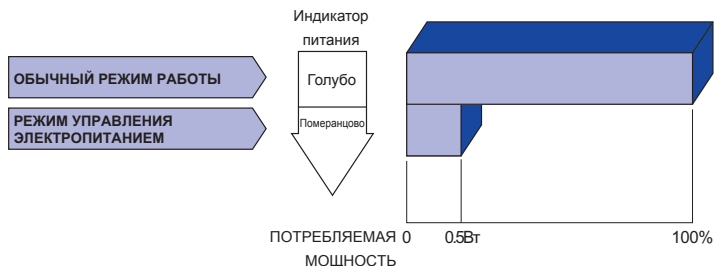 Индикатор
питания
ОБЫЧНЫЙ РЕЖИМ РАБОТЫ
Голубо
РЕЖИМ УПРАВЛЕНИЯ
ЭЛЕКТРОПИТАНИЕМ
Померанцово
ПОТРЕБЛЯЕМАЯ
МОЩНОСТЬ
0 0.5Вт 100%